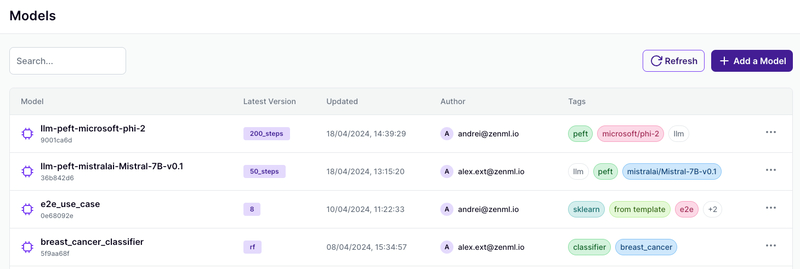 Models
Search...
Refresh
+ Add a Model
Model Latest Version Updated Author Tags
llm-peft-microsoft-phi-2 200_steps 18/04/2024, 14:39:29 A andrei@zenml.io peft microsoft/phi-2 llm ...
9001ca6d
llm-peft-mistralai-Mistral-7B-v0.1 50_steps 18/04/2024, 13:15:20 A alex.ext@zenml.io llm peft mistralai/Mistral-7B-v0.1 ...
36b842d6
e2e_use_case 8 10/04/2024, 11:22:33 A andrei@zenml.io sklearn from template e2e +2 ...
0e68092e
breast_cancer_classifier rf 08/04/2024, 15:34:57 A alex.ext@zenml.io classifier breast_cancer ...
5f9aa68f